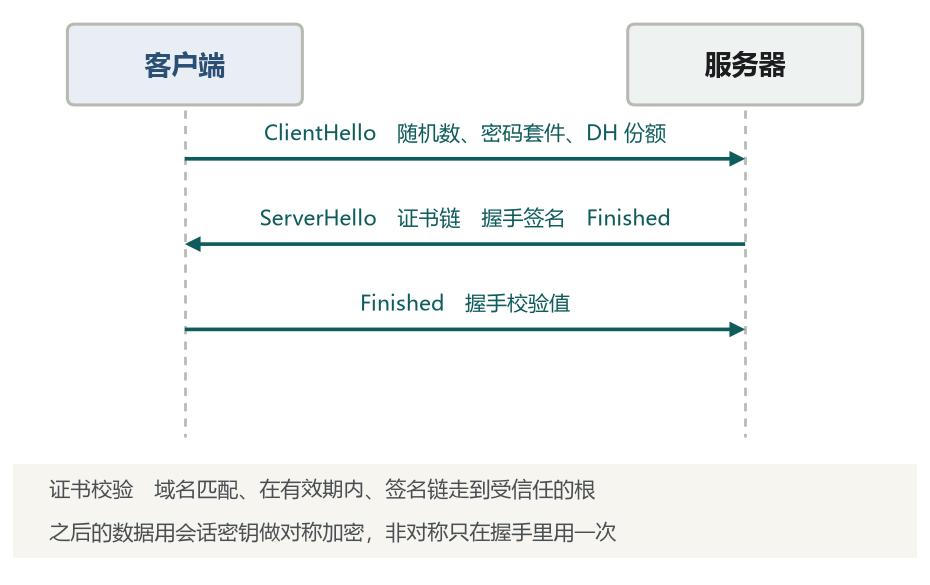 客户端
服务器
ClientHello 随机数、密码套件、DH 份额
ServerHello 证书链 握手签名 Finished
Finished 握手校验值
证书校验 域名匹配、在有效期内、签名链走到受信任的根
之后的数据用会话密钥做对称加密，非对称只在握手里用一次